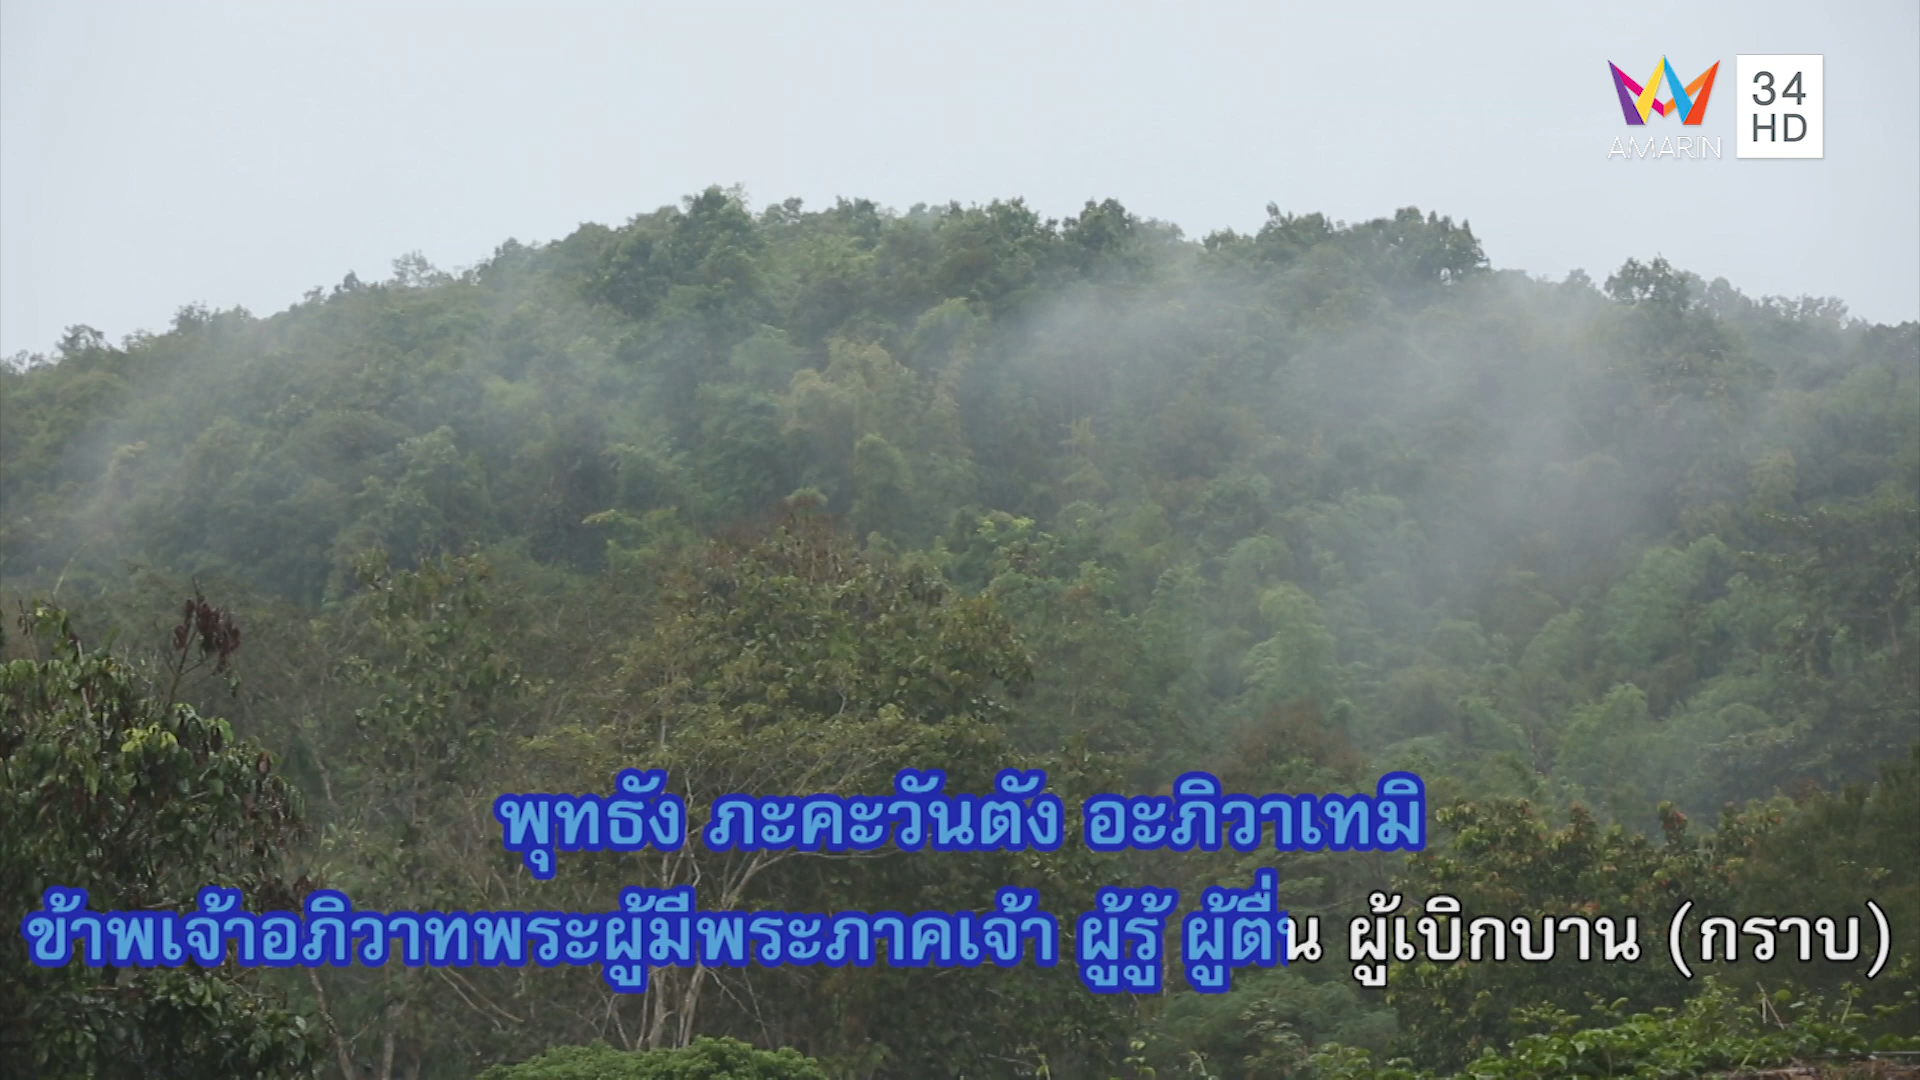 AMARIN
34
HD
พุทธัง ภะคะวันตัง อะภิวาเทมิ
ข้าพเจ้าอภิวาทพระผู้มีพระภาคเจ้า ผู้รู้ ผู้ตื่น ผู้เบิกบาน (กราบ)